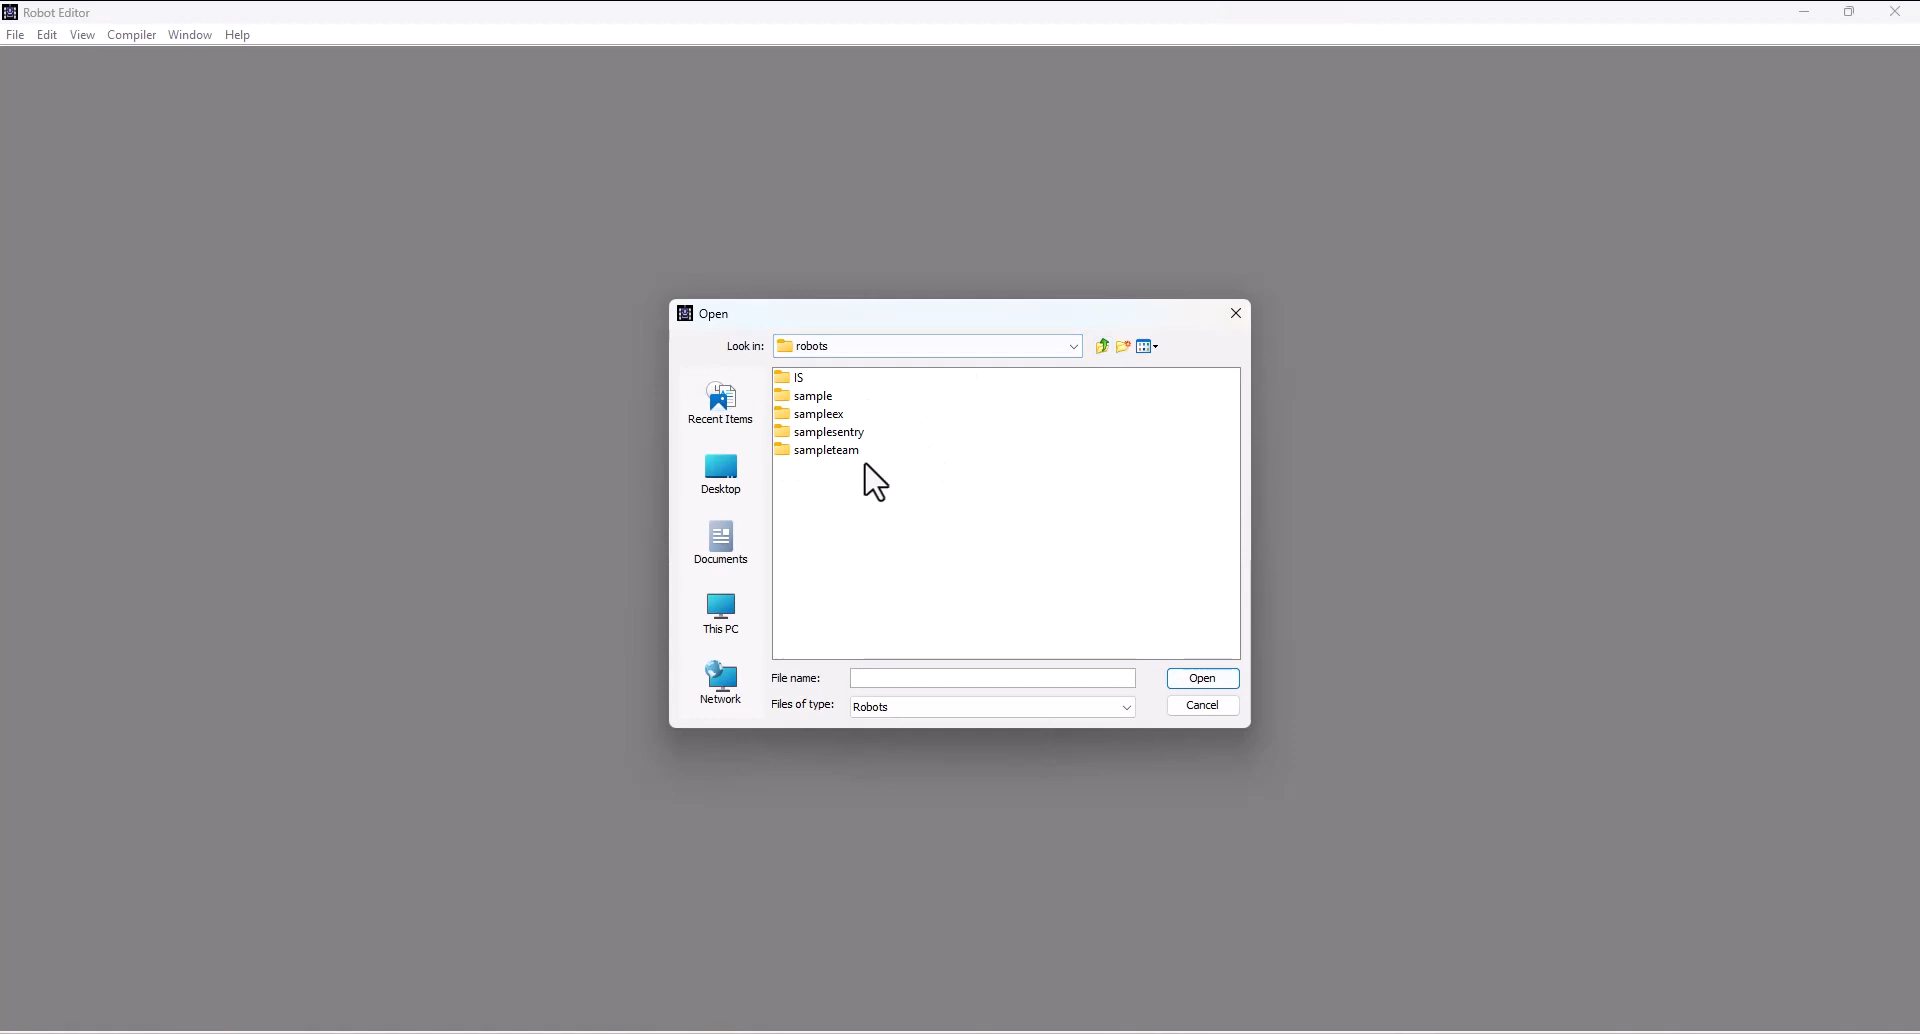 Robot Editor
File Edit View Compiler Window Help
Open
Look in: robots
IS
sample
sampleex
samplesentry
sampleteam
Recent Items
Desktop
Documents
This PC
Network
File name: Open
Files of type: Robots Cancel